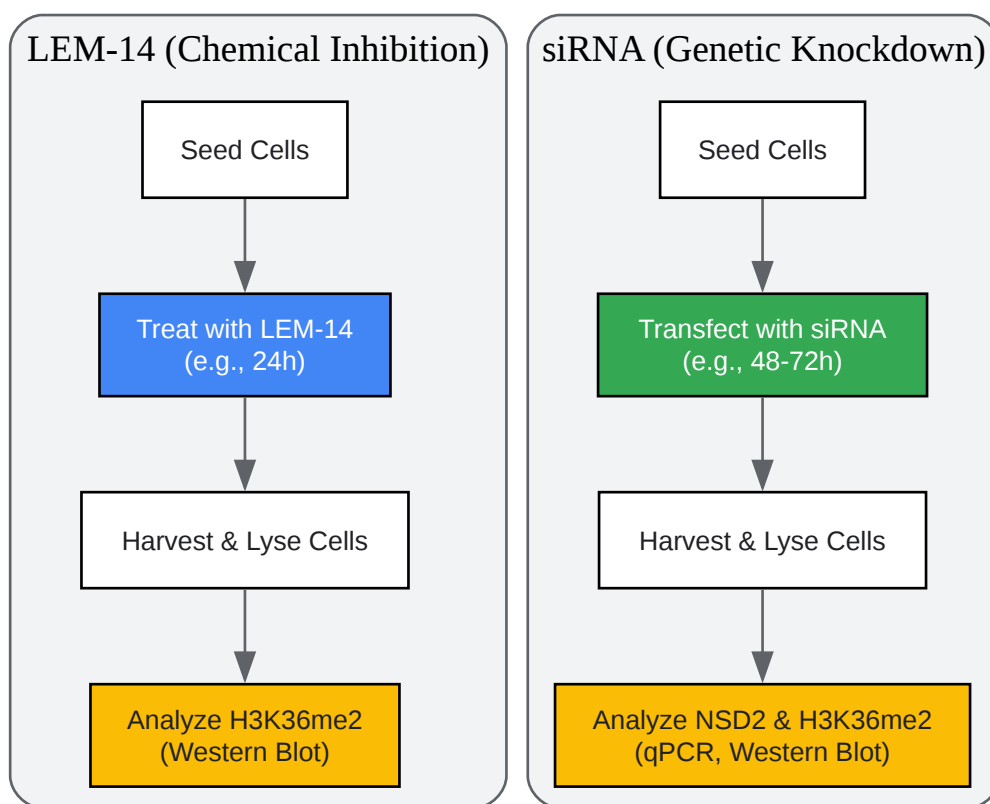 LEM-14 (Chemical Inhibition)
Seed Cells
Treat with LEM-14
(e.g., 24h)
Harvest & Lyse Cells
Analyze H3K36me2
(Western Blot)
siRNA (Genetic Knockdown)
Seed Cells
Transfect with siRNA
(e.g., 48-72h)
Harvest & Lyse Cells
Analyze NSD2 & H3K36me2
(qPCR, Western Blot)